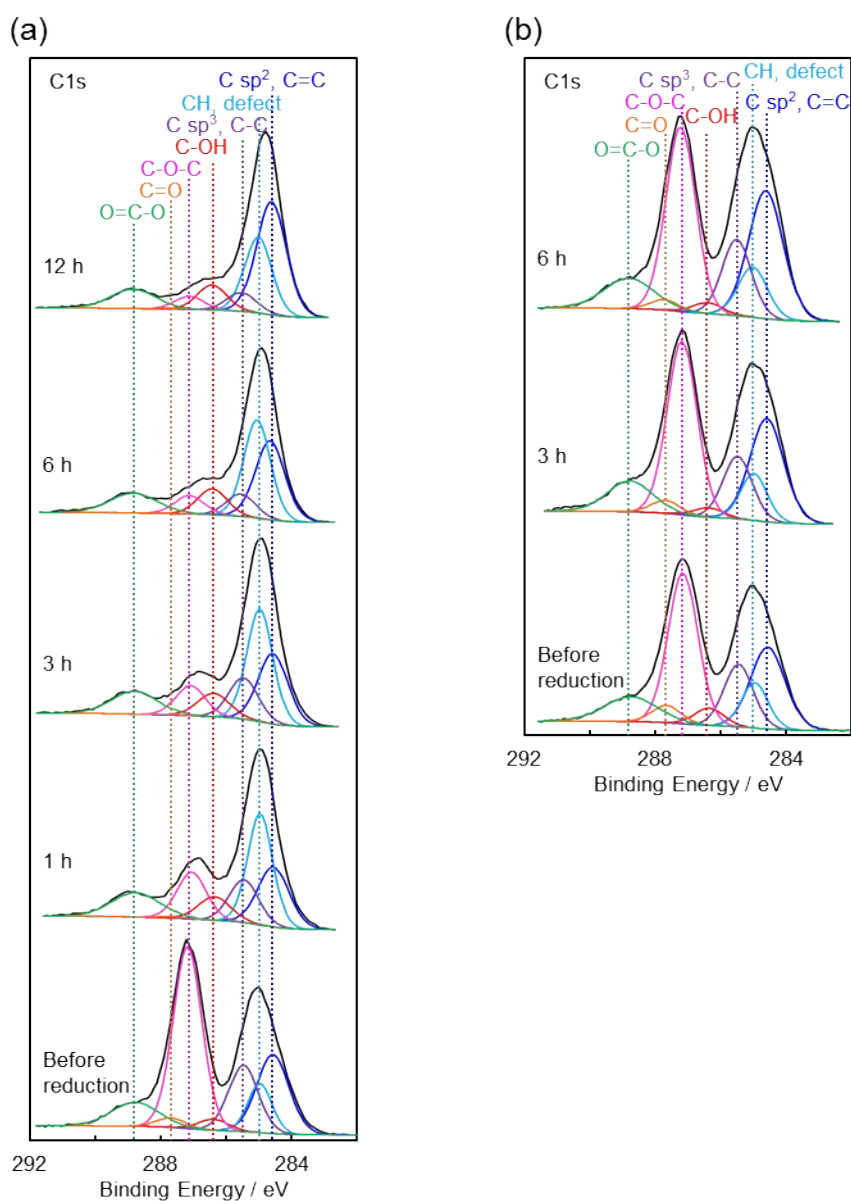 (a)
C1s
C sp², C=C
CH, defect
C sp³, C-C
C-OH
C-O-C
C=O
O=C-O
12 h
6 h
3 h
1 h
Before
reduction
292
288
284
Binding Energy / eV
(b)
C1s
CH, defect
C sp³, C-C
C sp², C=C
C-O-C
C-OH
C=O
O=C-O
6 h
3 h
Before
reduction
292
288
284
Binding Energy / eV